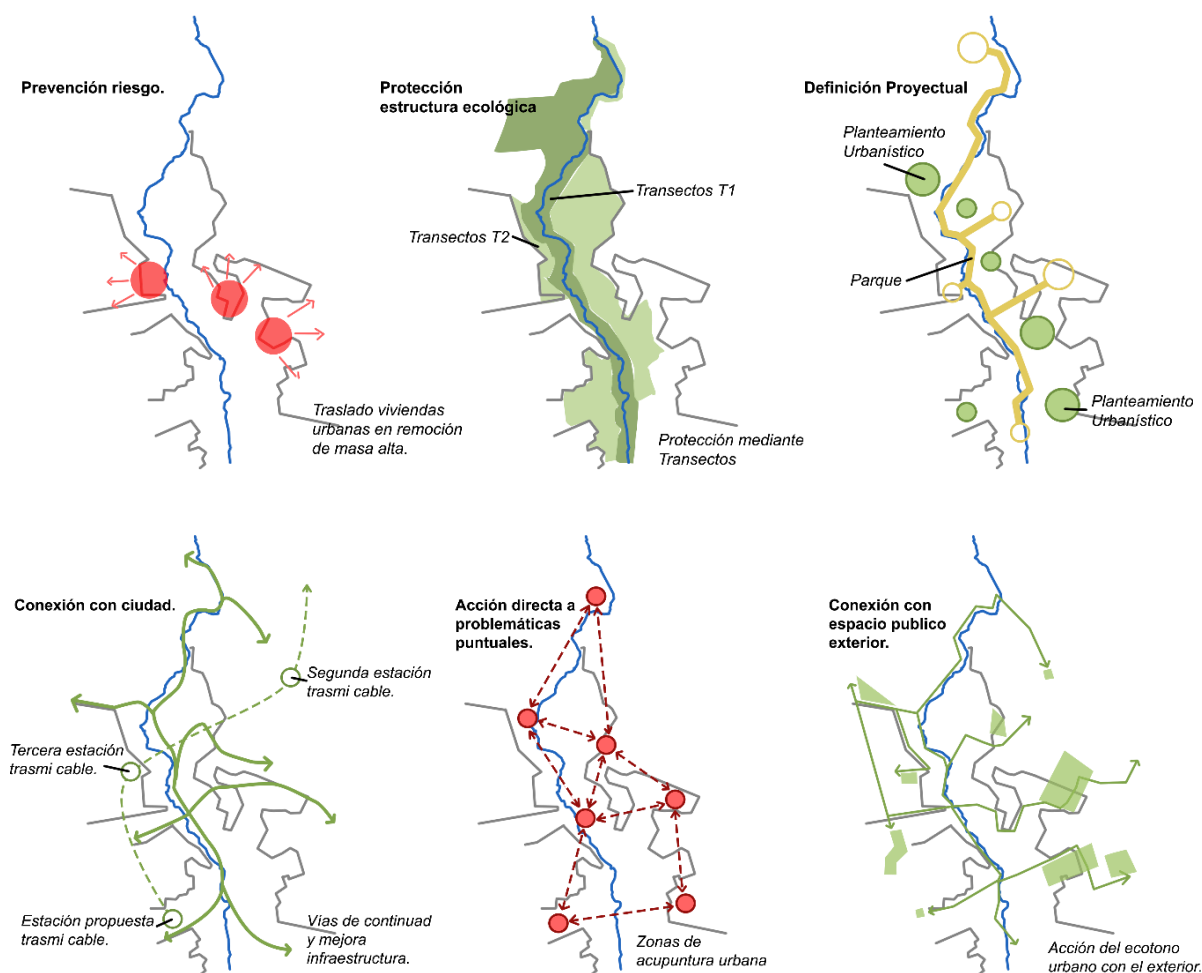 Prevención riesgo.
Traslado viviendas
urbanas en remoción
de masa alta.
Protección
estructura ecológica
Transectos T1
Transectos T2
Protección mediante
Transectos
Definición Proyectual
Planteamiento
Urbanístico
Parque
Planteamiento
Urbanístico
Conexión con ciudad.
Segunda estación
trasmi cable.
Tercera estación
trasmi cable.
Estación propuesta
trasmi cable.
Vias de continuad
y mejora
infraestructura.
Acción directa a
problemáticas
puntuales.
Zonas de
acupuntura urbana
Conexión con
espacio publico
exterior.
Acción del ecotono
urbano con el exterior.